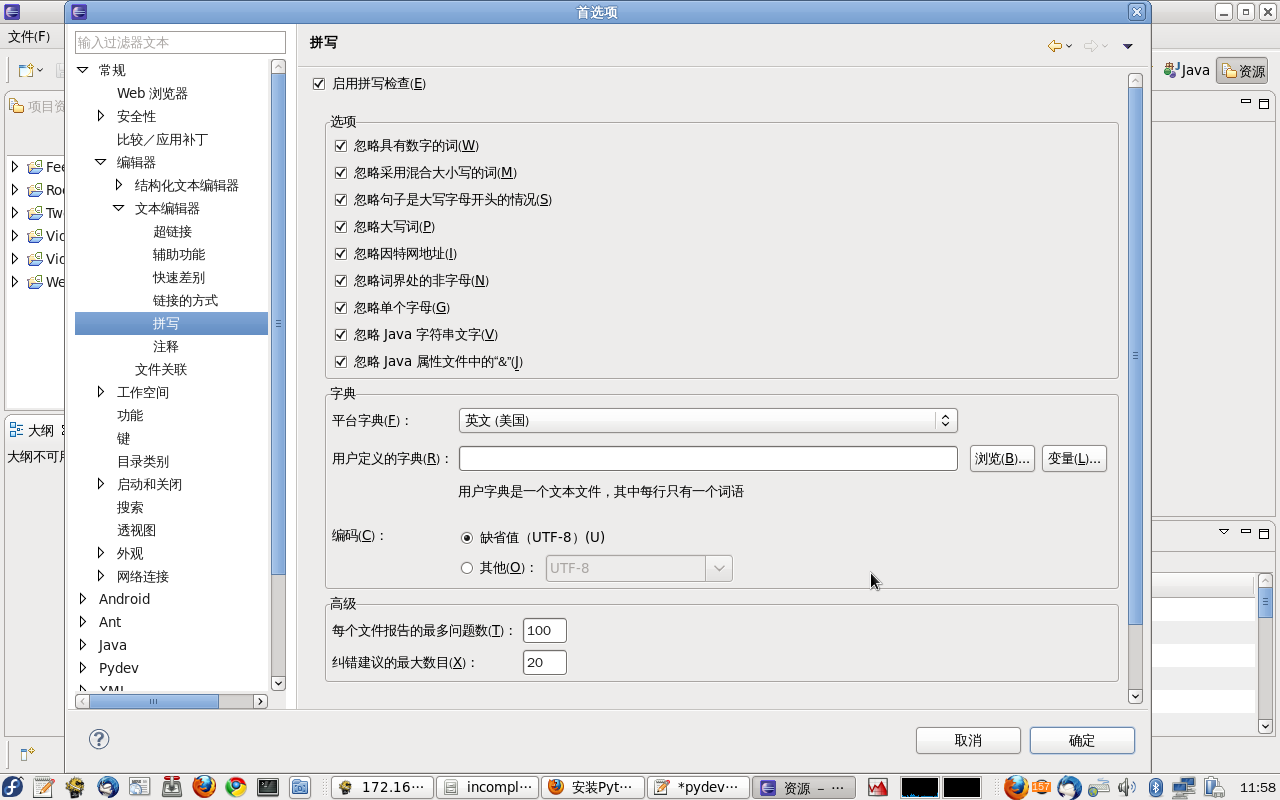 首选项
文件(F)
输入过滤器文本
拼写
Java
资源
常规
Web 浏览器
安全性
比较／应用补丁
编辑器
结构化文本编辑器
文本编辑器
超链接
辅助功能
快速差别
链接的方式
拼写
注释
文件关联
工作空间
功能
键
目录类别
启动和关闭
搜索
透视图
外观
网络连接
Android
Ant
Java
Pydev
XML
项目资
Fee
Roo
Tw
Vic
Vic
We
大纲
大纲不可用
启用拼写检查(E)
选项
忽略具有数字的词(W)
忽略采用混合大小写的词(M)
忽略句子是大写字母开头的情况(S)
忽略大写词(P)
忽略因特网地址(I)
忽略词界处的非字母(N)
忽略单个字母(G)
忽略 Java 字符串文字(V)
忽略 Java 属性文件中的“&”(J)
字典
平台字典(F)： 英文 (美国)
用户定义的字典(R)： 浏览(B)... 变量(L)...
用户字典是一个文本文件，其中每行只有一个词语
编码(C)： 缺省值（UTF-8）(U)
其他(O)： UTF-8
高级
每个文件报告的最多问题数(T)： 100
纠错建议的最大数目(X)： 20
取消 确定
172.16… incompl… 安装Pyt… *pydev… 资源 – … 157 11:58